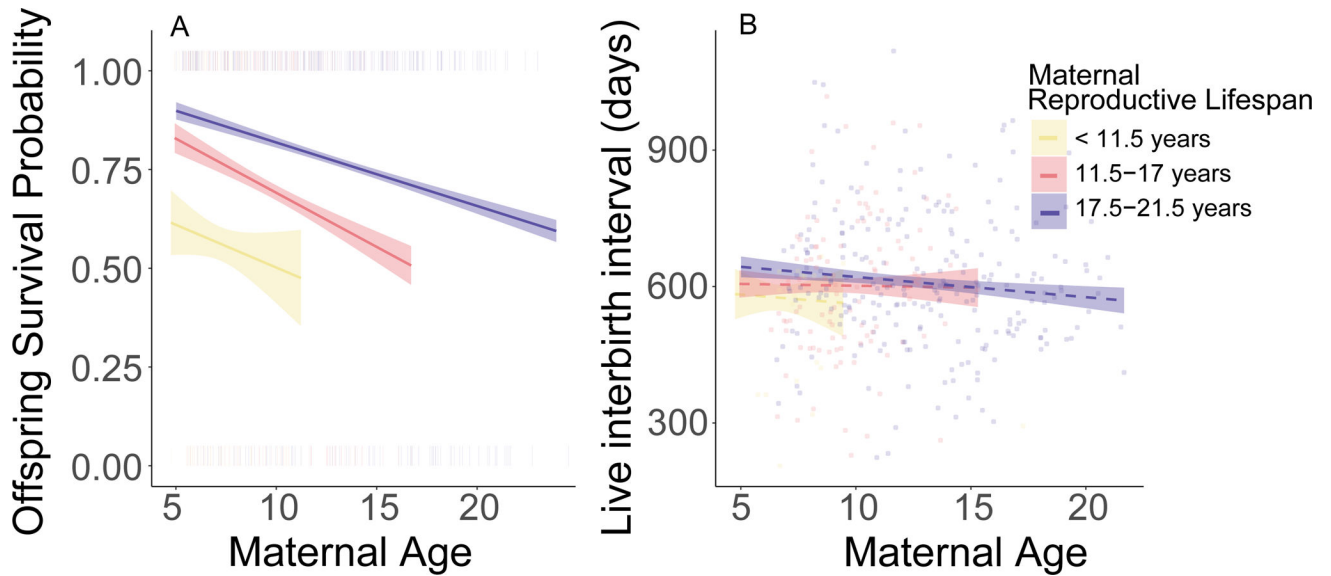 A
Offspring Survival Probability
1.00
0.75
0.50
0.25
0.00
5
10
15
20
Maternal Age
B
Live interbirth interval (days)
900
600
300
5
10
15
20
Maternal Age
Maternal
Reproductive Lifespan
< 11.5 years
11.5−17 years
17.5−21.5 years